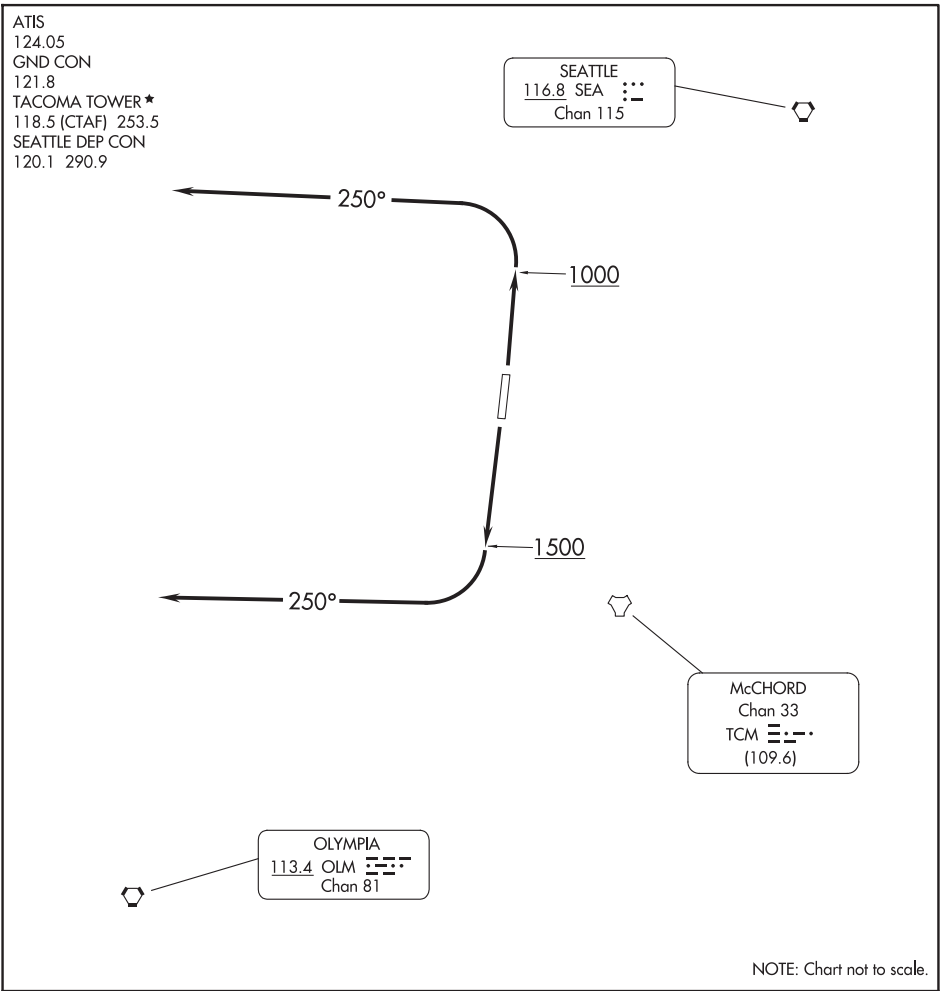 ATIS
124.05
GND CON
121.8
TACOMA TOWER★
118.5 (CTAF) 253.5
SEATTLE DEP CON
120.1 290.9
SEATTLE
116.8 SEA
Chan 115
250°
1000
1500
250°
McCHORD
Chan 33
TCM
(109.6)
OLYMPIA
113.4 OLM
Chan 81
NOTE: Chart not to scale.